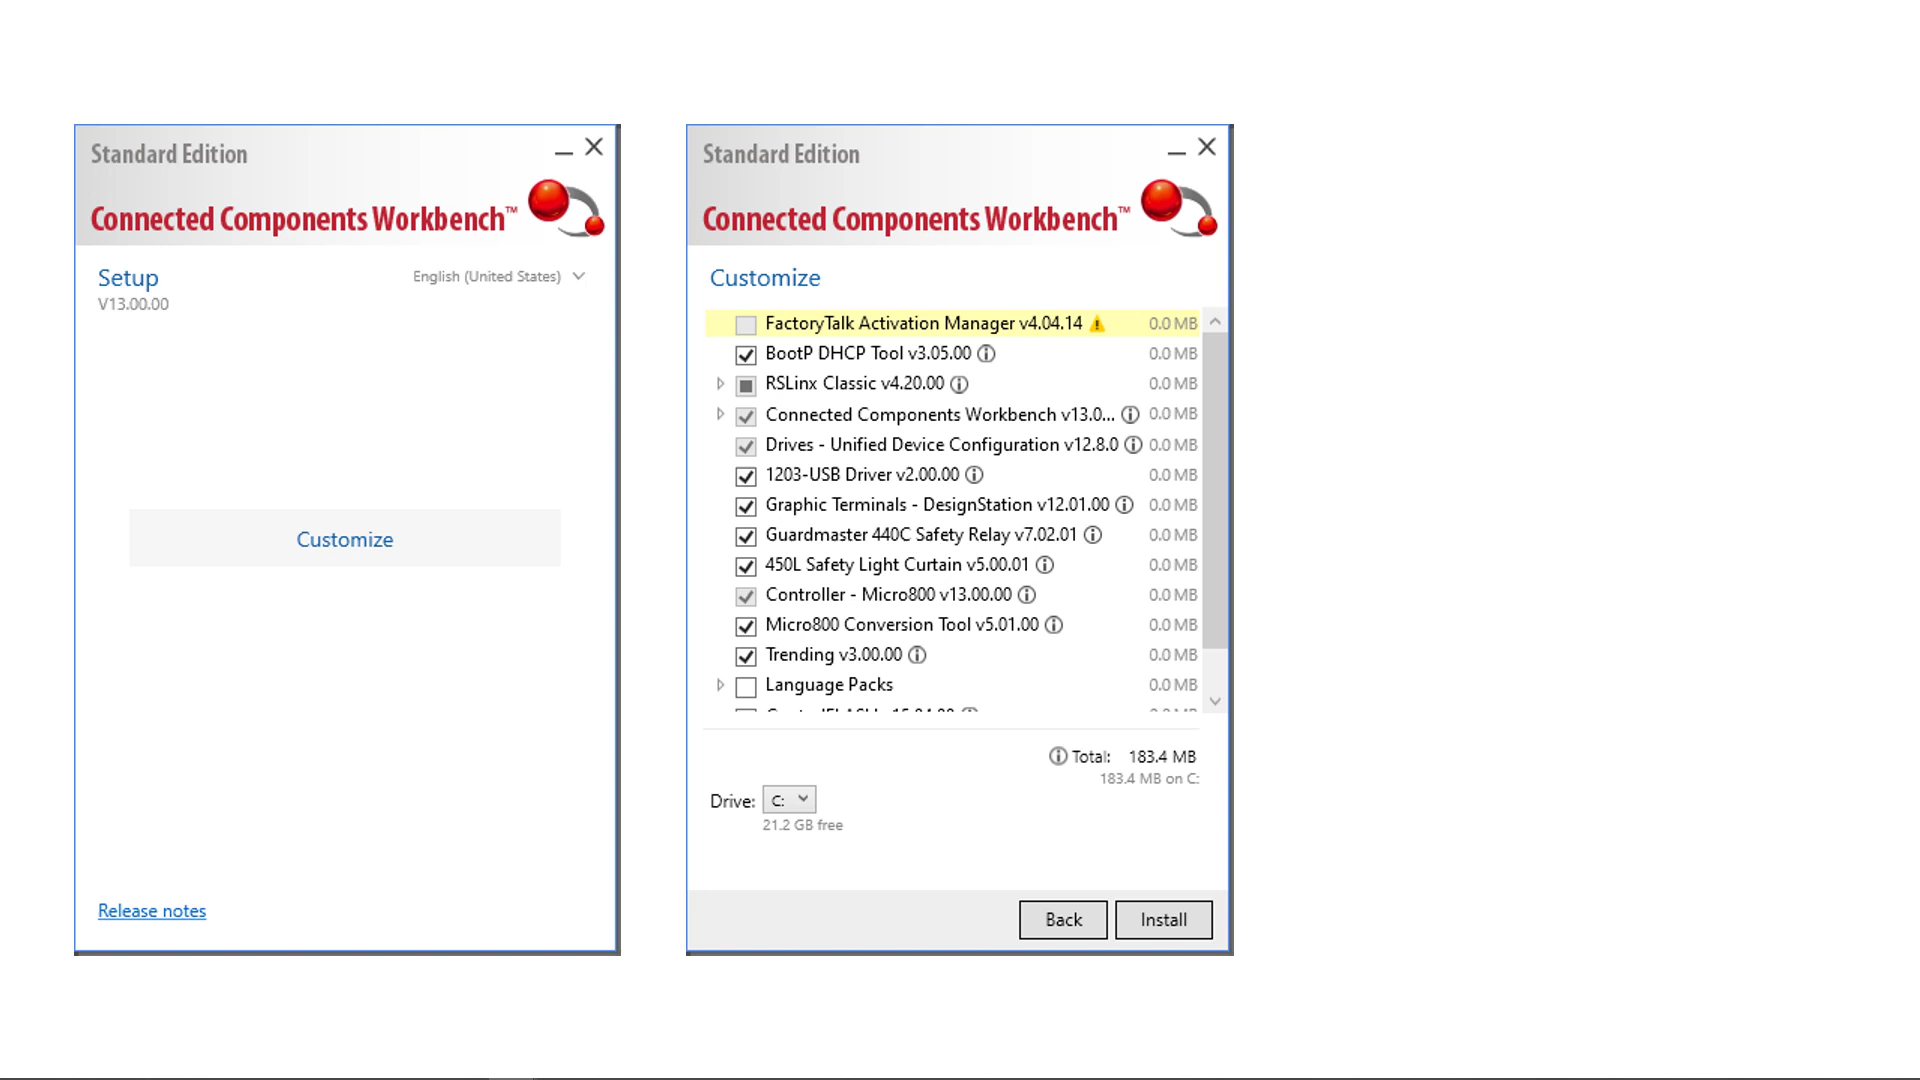 Standard Edition
Connected Components Workbench™
Setup
English (United States)
V13.00.00
Customize
Release notes
Standard Edition
Connected Components Workbench™
Customize
FactoryTalk Activation Manager v4.04.14 0.0 MB
BootP DHCP Tool v3.05.00 0.0 MB
RSLinx Classic v4.20.00 0.0 MB
Connected Components Workbench v13.0... 0.0 MB
Drives - Unified Device Configuration v12.8.0 0.0 MB
1203-USB Driver v2.00.00 0.0 MB
Graphic Terminals - DesignStation v12.01.00 0.0 MB
Guardmaster 440C Safety Relay v7.02.01 0.0 MB
450L Safety Light Curtain v5.00.01 0.0 MB
Controller - Micro800 v13.00.00 0.0 MB
Micro800 Conversion Tool v5.01.00 0.0 MB
Trending v3.00.00 0.0 MB
Language Packs 0.0 MB
Total: 183.4 MB
183.4 MB on C:
Drive: C:
21.2 GB free
Back Install